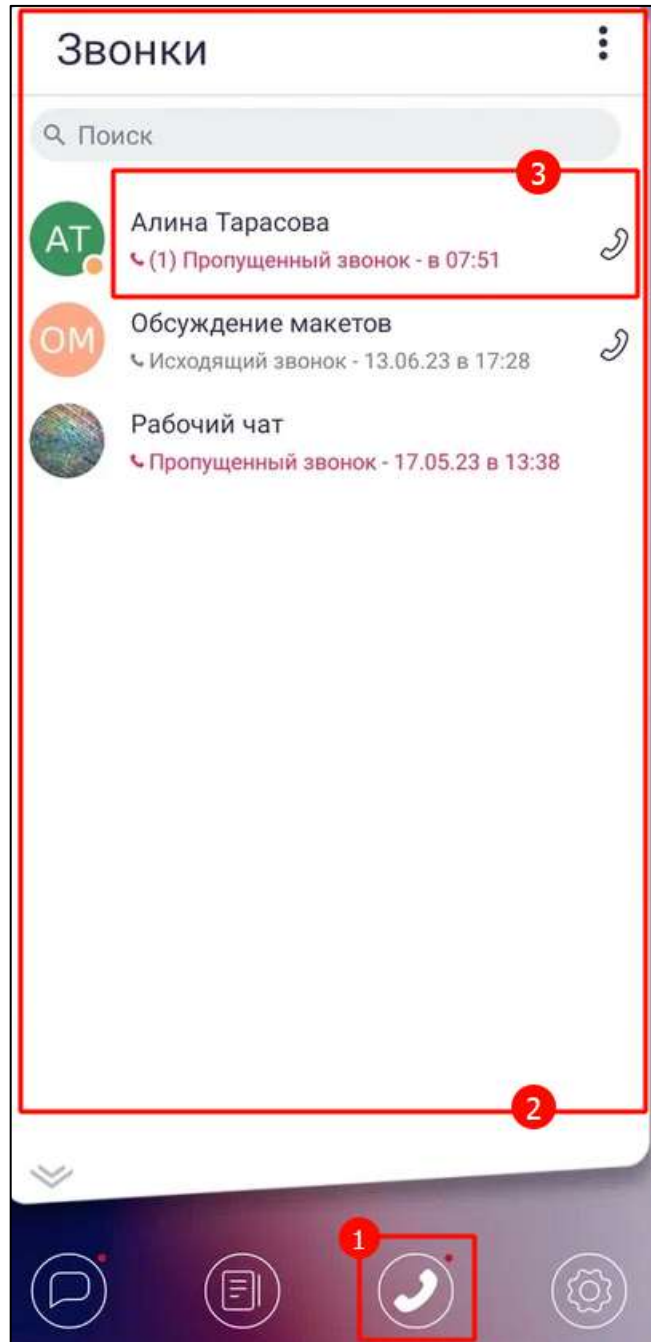 Звонки
Поиск
3
АТ
Алина Тарасова
(1) Пропущенный звонок - в 07:51
ОМ
Обсуждение макетов
Исходящий звонок - 13.06.23 в 17:28
Рабочий чат
Пропущенный звонок - 17.05.23 в 13:38
2
1